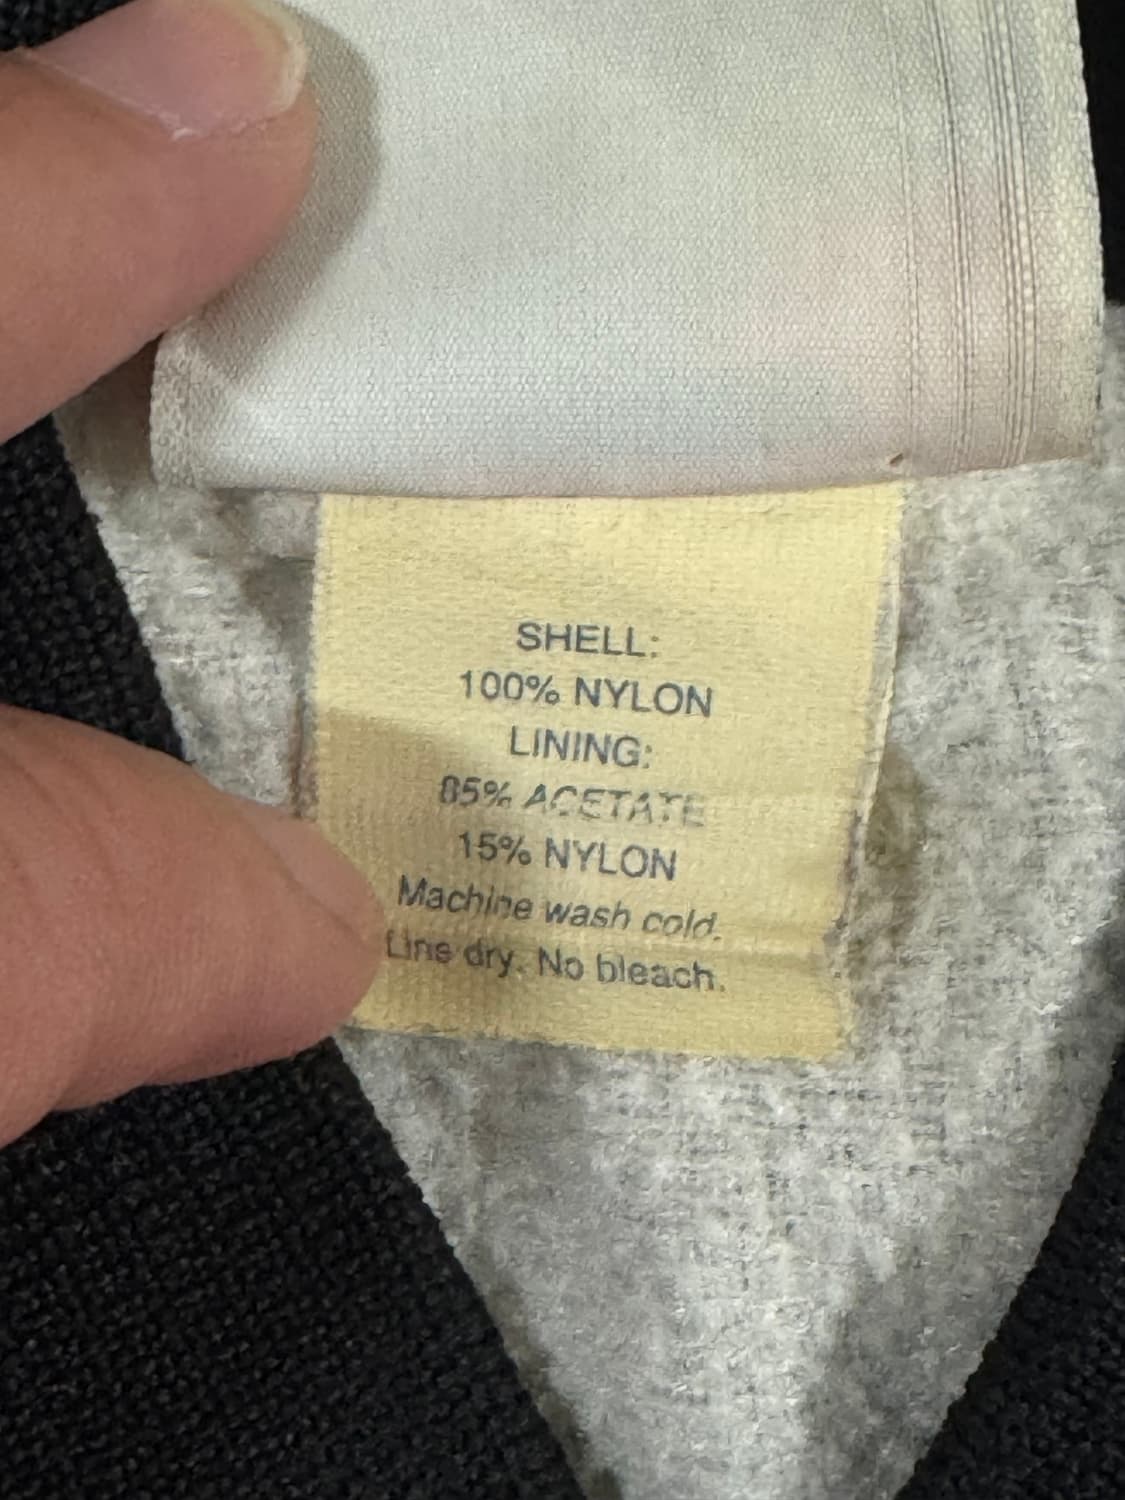 SHELL:
100% NYLON
LINING:
85% ACETATE
15% NYLON
Machine wash cold.
Line dry. No bleach.